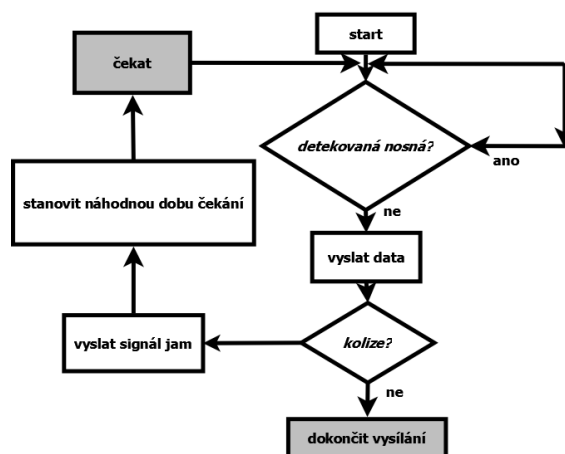 start
čekat
detekovaná nosná?
ano
ne
stanovit náhodnou dobu čekání
vyslat data
vyslat signál jam
kolize?
ne
dokončit vysílání